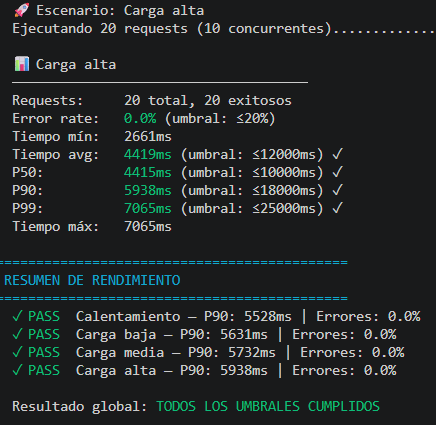 🚀 Escenario: Carga alta
Ejecutando 20 requests (10 concurrentes)..............
📊 Carga alta
Requests: 20 total, 20 exitosos
Error rate: 0.0% (umbral: ≤20%)
Tiempo mín: 2661ms
Tiempo avg: 4419ms (umbral: ≤12000ms) ✓
P50: 4415ms (umbral: ≤10000ms) ✓
P90: 5938ms (umbral: ≤18000ms) ✓
P99: 7065ms (umbral: ≤25000ms) ✓
Tiempo máx: 7065ms
RESUMEN DE RENDIMIENTO
✓ PASS Calentamiento — P90: 5528ms | Errores: 0.0%
✓ PASS Carga baja — P90: 5631ms | Errores: 0.0%
✓ PASS Carga media — P90: 5732ms | Errores: 0.0%
✓ PASS Carga alta — P90: 5938ms | Errores: 0.0%
Resultado global: TODOS LOS UMBRALES CUMPLIDOS